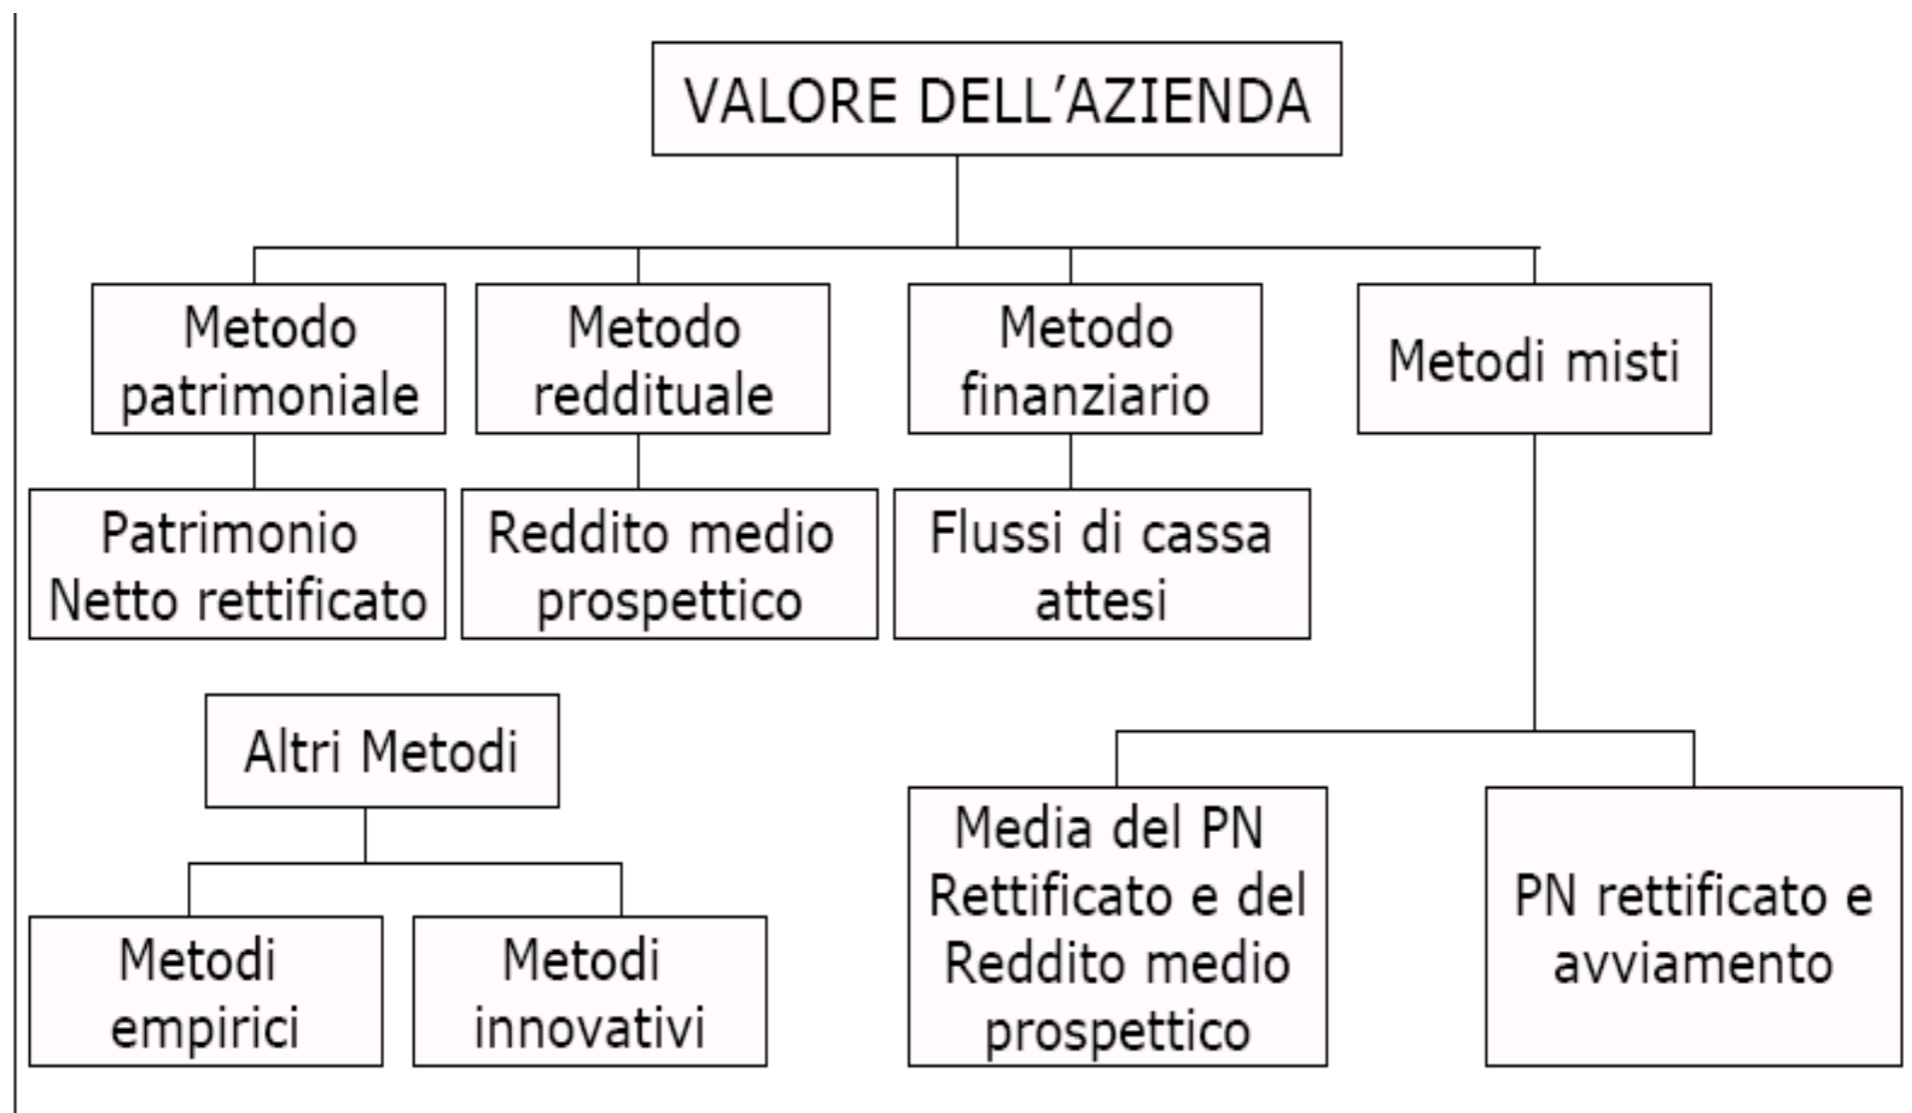 VALORE DELL'AZIENDA
Metodo
patrimoniale
Metodo
reddituale
Metodo
finanziario
Metodi misti
Patrimonio
Netto rettificato
Reddito medio
prospettico
Flussi di cassa
attesi
Altri Metodi
Metodi
empirici
Metodi
innovativi
Media del PN
Rettificato e del
Reddito medio
prospettico
PN rettificato e
avviamento